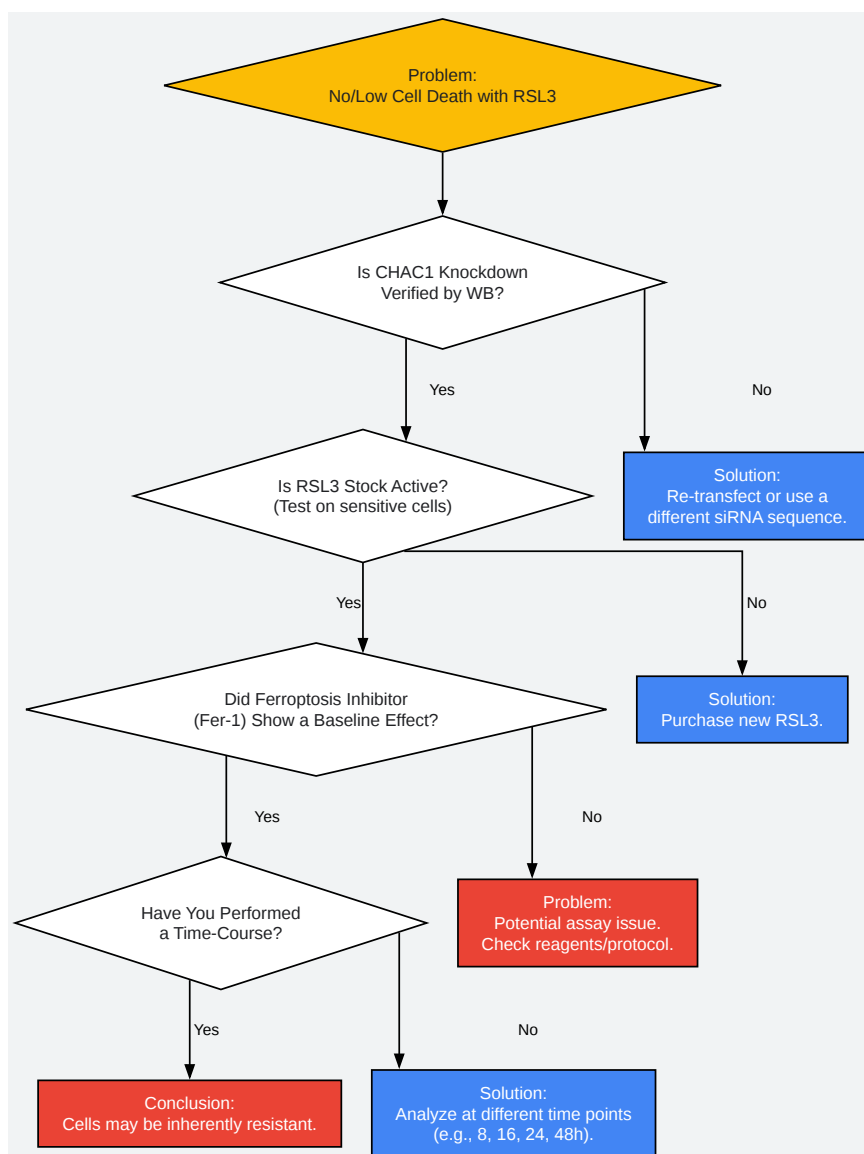 Problem:
No/Low Cell Death with RSL3
Is CHAC1 Knockdown
Verified by WB?
Yes
No
Is RSL3 Stock Active?
(Test on sensitive cells)
Solution:
Re-transfect or use a
different siRNA sequence.
Yes
No
Did Ferroptosis Inhibitor
(Fer-1) Show a Baseline Effect?
Solution:
Purchase new RSL3.
Yes
No
Have You Performed
a Time-Course?
Problem:
Potential assay issue.
Check reagents/protocol.
Yes
No
Conclusion:
Cells may be inherently resistant.
Solution:
Analyze at different time points
(e.g., 8, 16, 24, 48h).